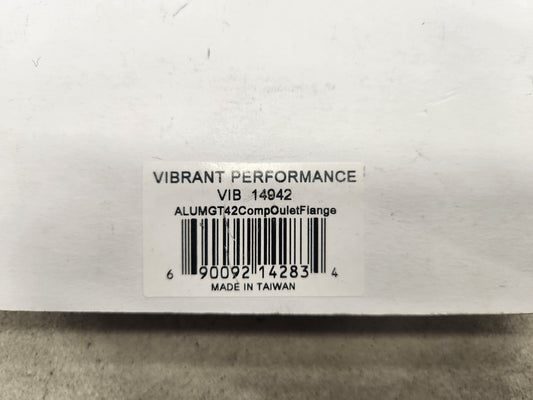 VIBRANT PERFORMANCE
VIB 14942
ALUMGT42CompOuletFlange
6 90092 14283 4
MADE IN TAIWAN